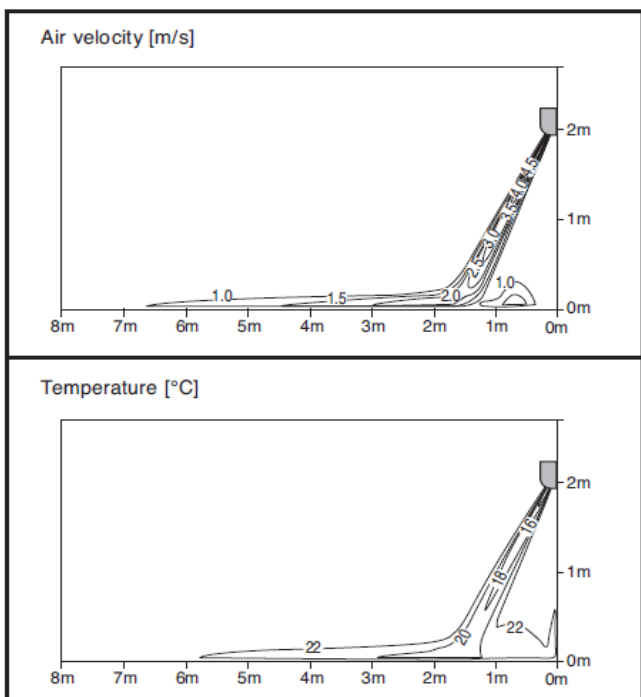 Air velocity [m/s]
2m
4.5
4.0
3.5
1m
3.0
2.5
1.0
1.5
2.0
1.0
0m
8m 7m 6m 5m 4m 3m 2m 1m 0m
Temperature [°C]
2m
16
18
1m
20
22
22
0m
8m 7m 6m 5m 4m 3m 2m 1m 0m